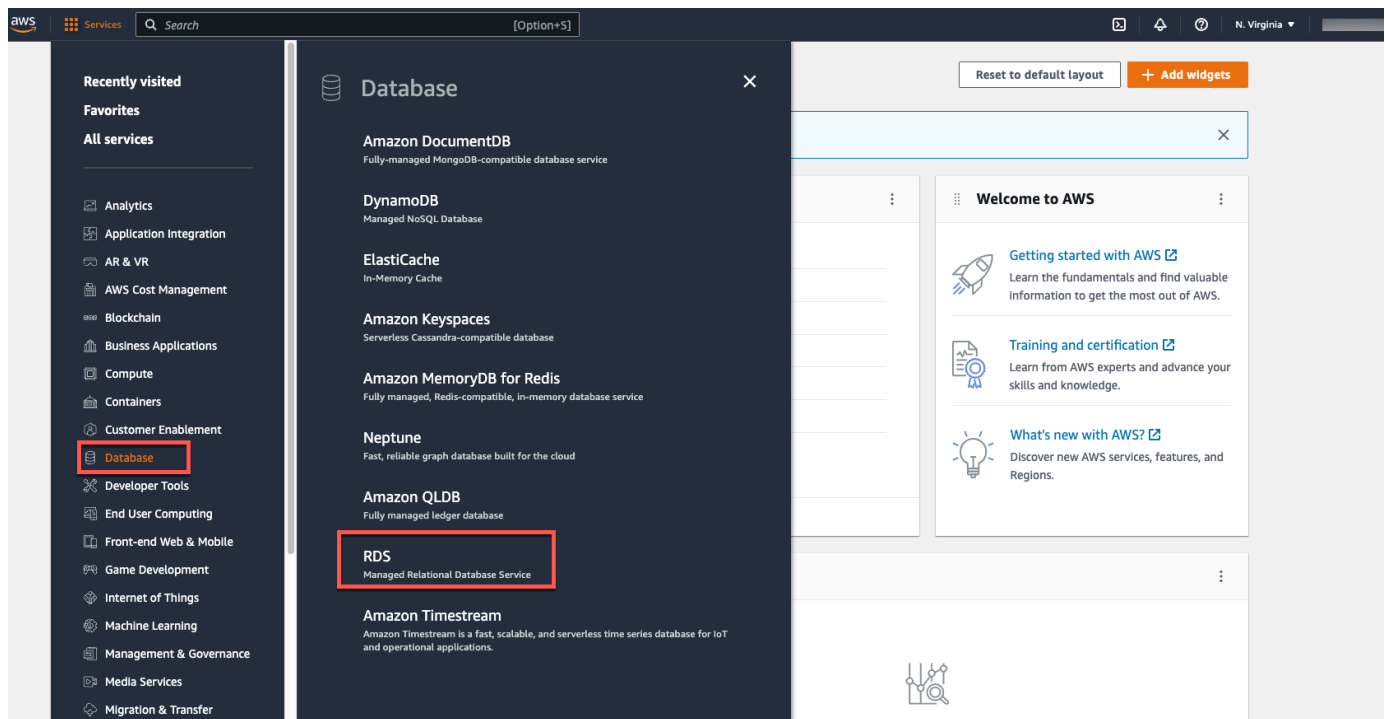 aws
Services
Search
[Option+S]
N. Virginia
Recently visited
Favorites
All services
Analytics
Application Integration
AR & VR
AWS Cost Management
Blockchain
Business Applications
Compute
Containers
Customer Enablement
Database
Developer Tools
End User Computing
Front-end Web & Mobile
Game Development
Internet of Things
Machine Learning
Management & Governance
Media Services
Migration & Transfer
Database
Amazon DocumentDB
Fully-managed MongoDB-compatible database service
DynamoDB
Managed NoSQL Database
ElastiCache
In-Memory Cache
Amazon Keyspaces
Serverless Cassandra-compatible database
Amazon MemoryDB for Redis
Fully managed, Redis-compatible, in-memory database service
Neptune
Fast, reliable graph database built for the cloud
Amazon QLDB
Fully managed ledger database
RDS
Managed Relational Database Service
Amazon Timestream
Amazon Timestream is a fast, scalable, and serverless time series database for IoT
and operational applications.
Reset to default layout
+ Add widgets
Welcome to AWS
Getting started with AWS
Learn the fundamentals and find valuable
information to get the most out of AWS.
Training and certification
Learn from AWS experts and advance your
skills and knowledge.
What's new with AWS?
Discover new AWS services, features, and
Regions.